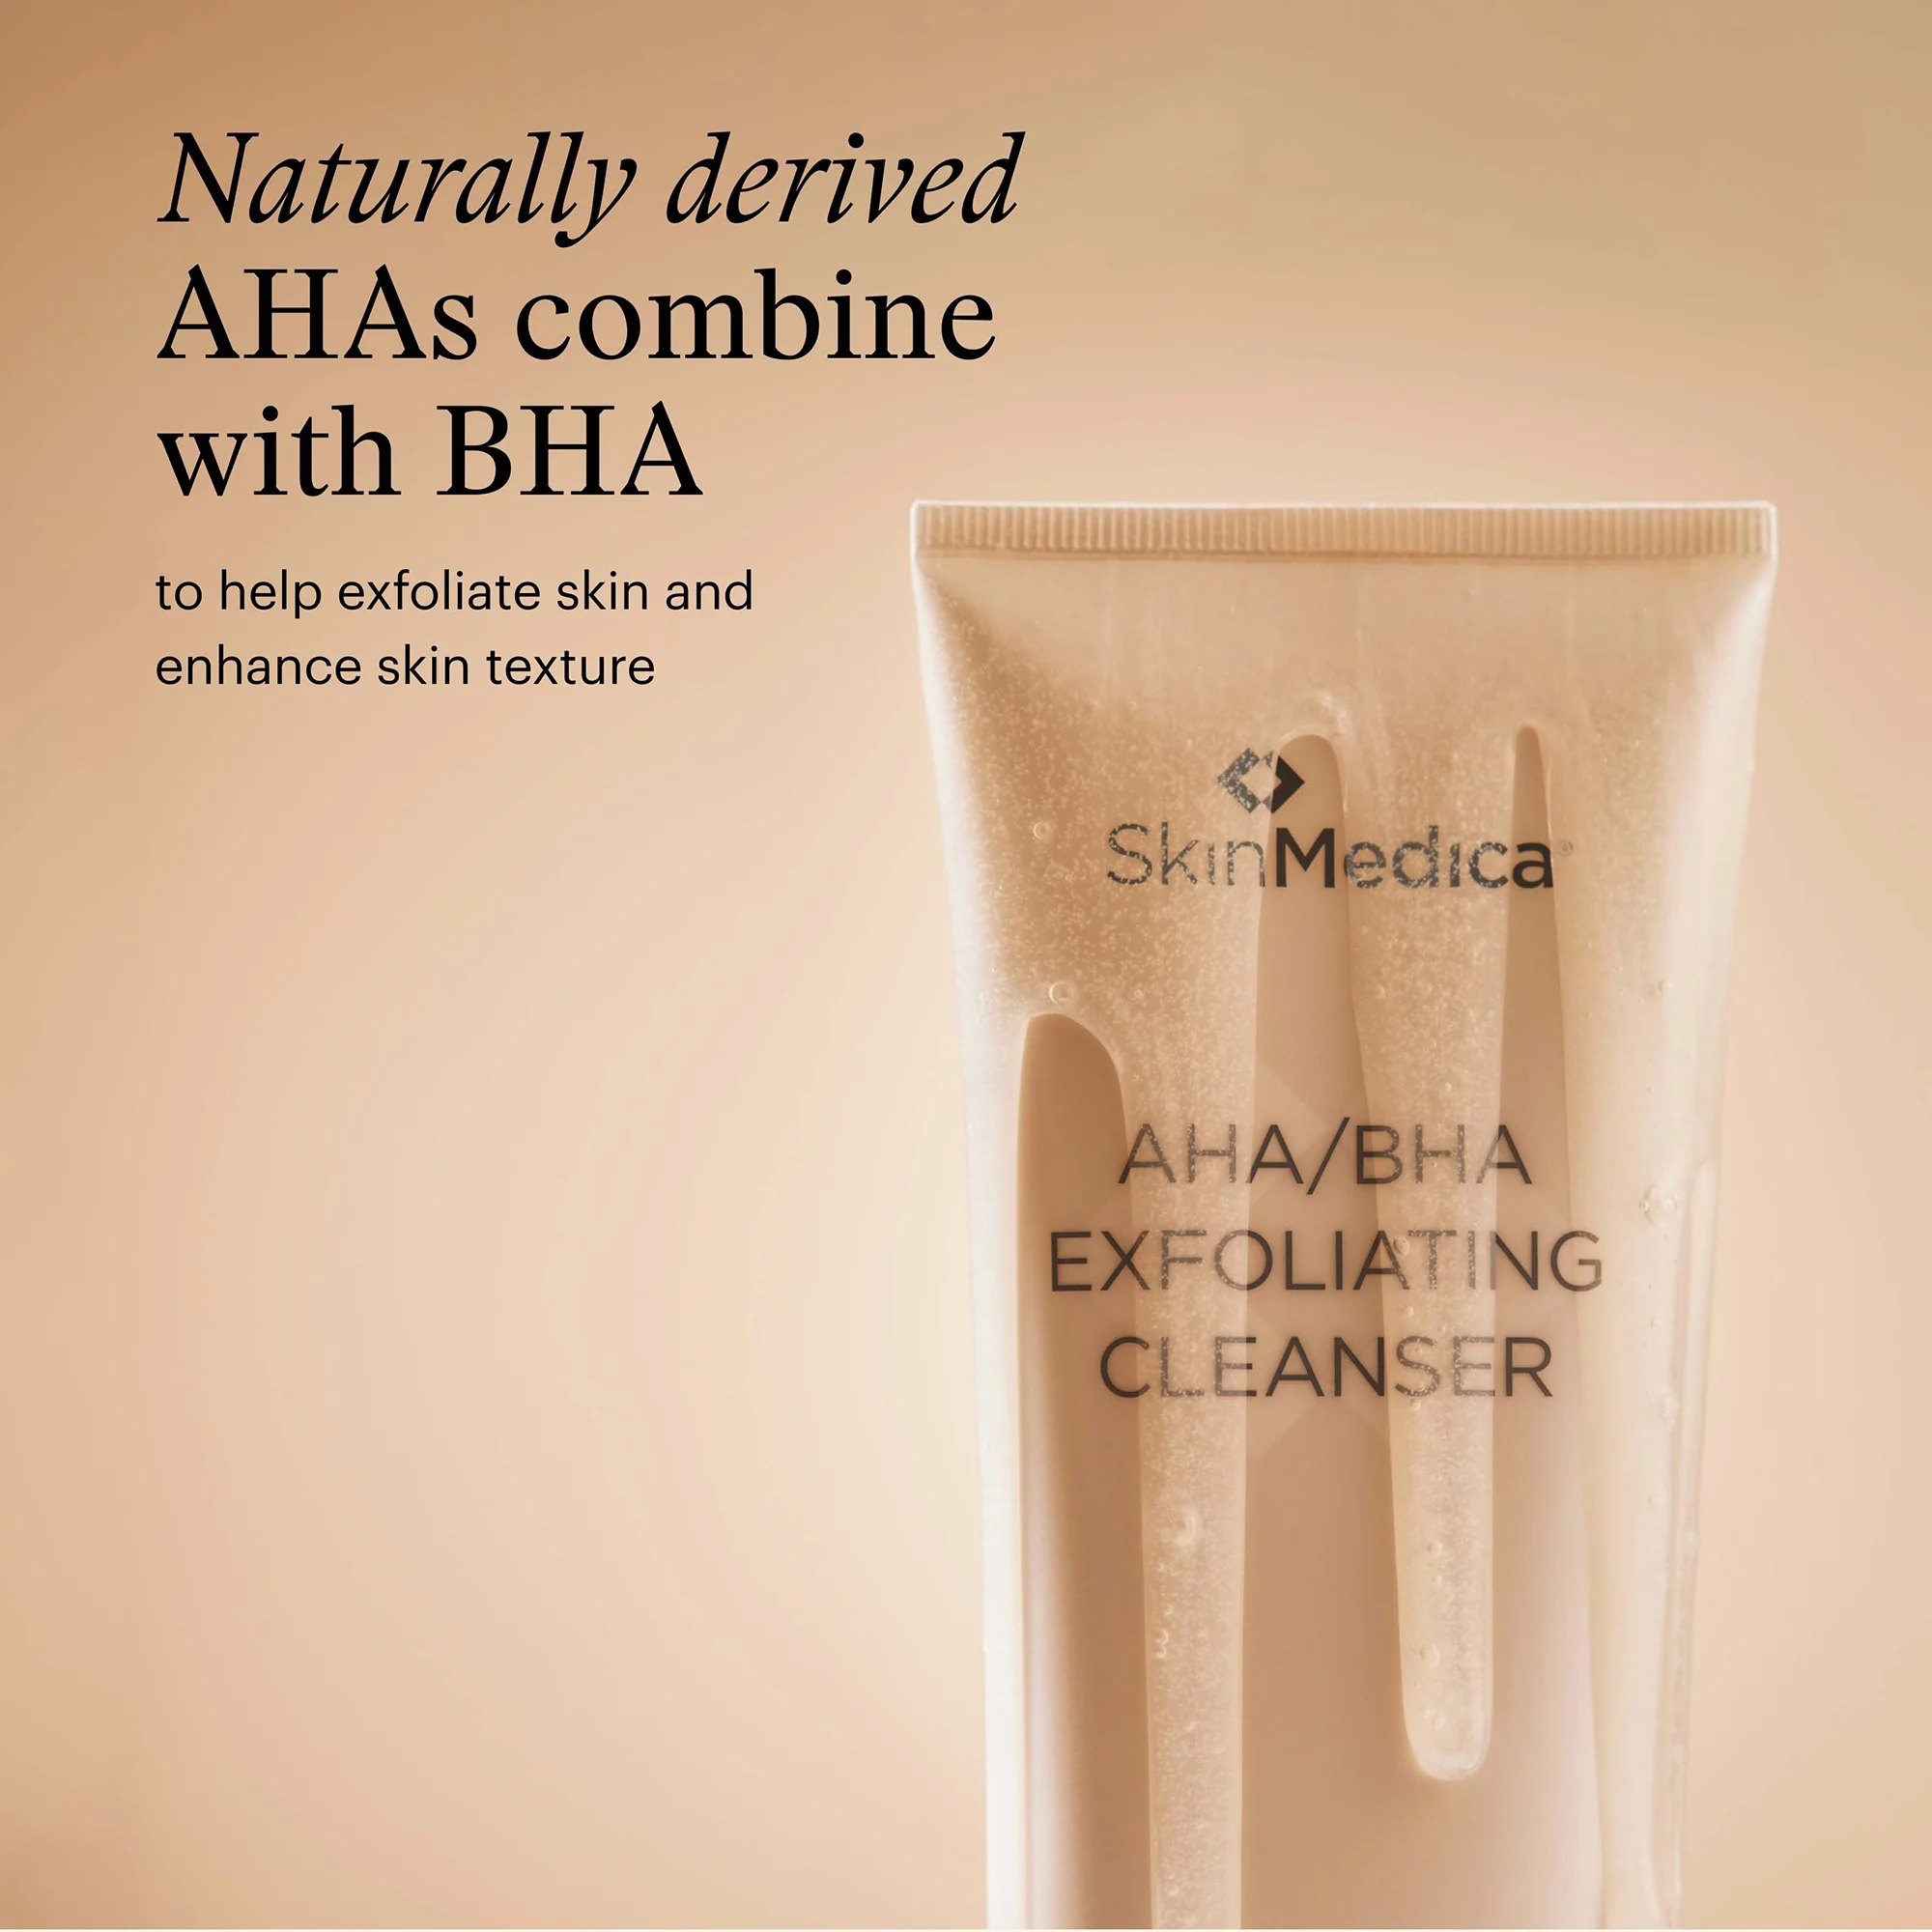 Naturally derived
AHAs combine
with BHA
to help exfoliate skin and
enhance skin texture
SkinMedica®
AHA/BHA
EXFOLIATING
CLEANSER